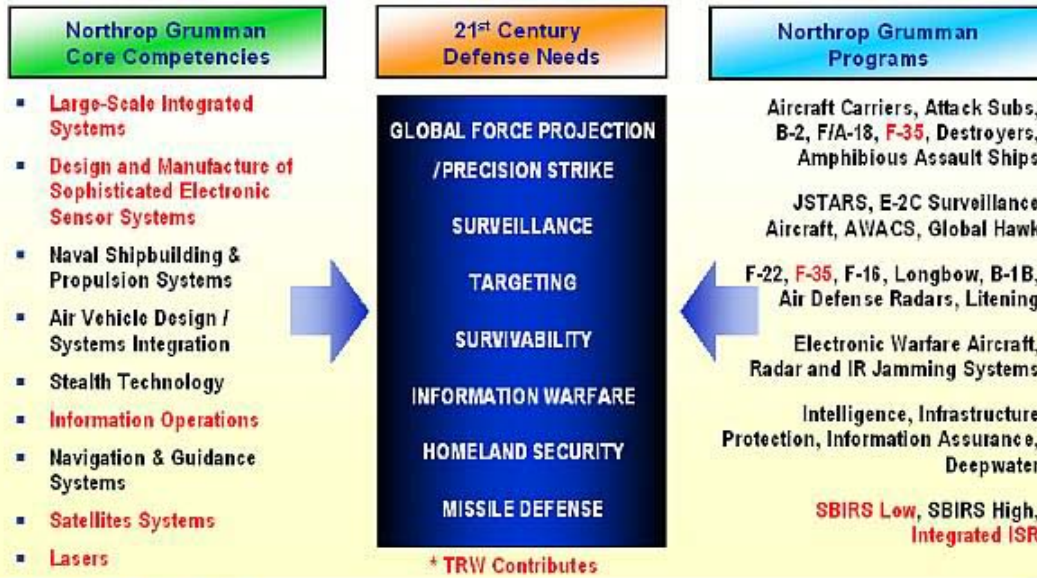 Northrop Grumman
Core Competencies
Large-Scale Integrated
Systems
Design and Manufacture of
Sophisticated Electronic
Sensor Systems
Naval Shipbuilding &
Propulsion Systems
Air Vehicle Design /
Systems Integration
Stealth Technology
Information Operations
Navigation & Guidance
Systems
Satellites Systems
Lasers
21st Century
Defense Needs
GLOBAL FORCE PROJECTION
/PRECISION STRIKE
SURVEILLANCE
TARGETING
SURVIVABILITY
INFORMATION WARFARE
HOMELAND SECURITY
MISSILE DEFENSE
* TRW Contributes
Northrop Grumman
Programs
Aircraft Carriers, Attack Subs,
B-2, F/A-18, F-35, Destroyers,
Amphibious Assault Ships
JSTARS, E-2C Surveillance
Aircraft, AWACS, Global Hawk
F-22, F-35, F-16, Longbow, B-1B,
Air Defense Radars, Litening
Electronic Warfare Aircraft,
Radar and IR Jamming Systems
Intelligence, Infrastructure
Protection, Information Assurance,
Deepwater
SBIRS Low, SBIRS High,
Integrated ISR